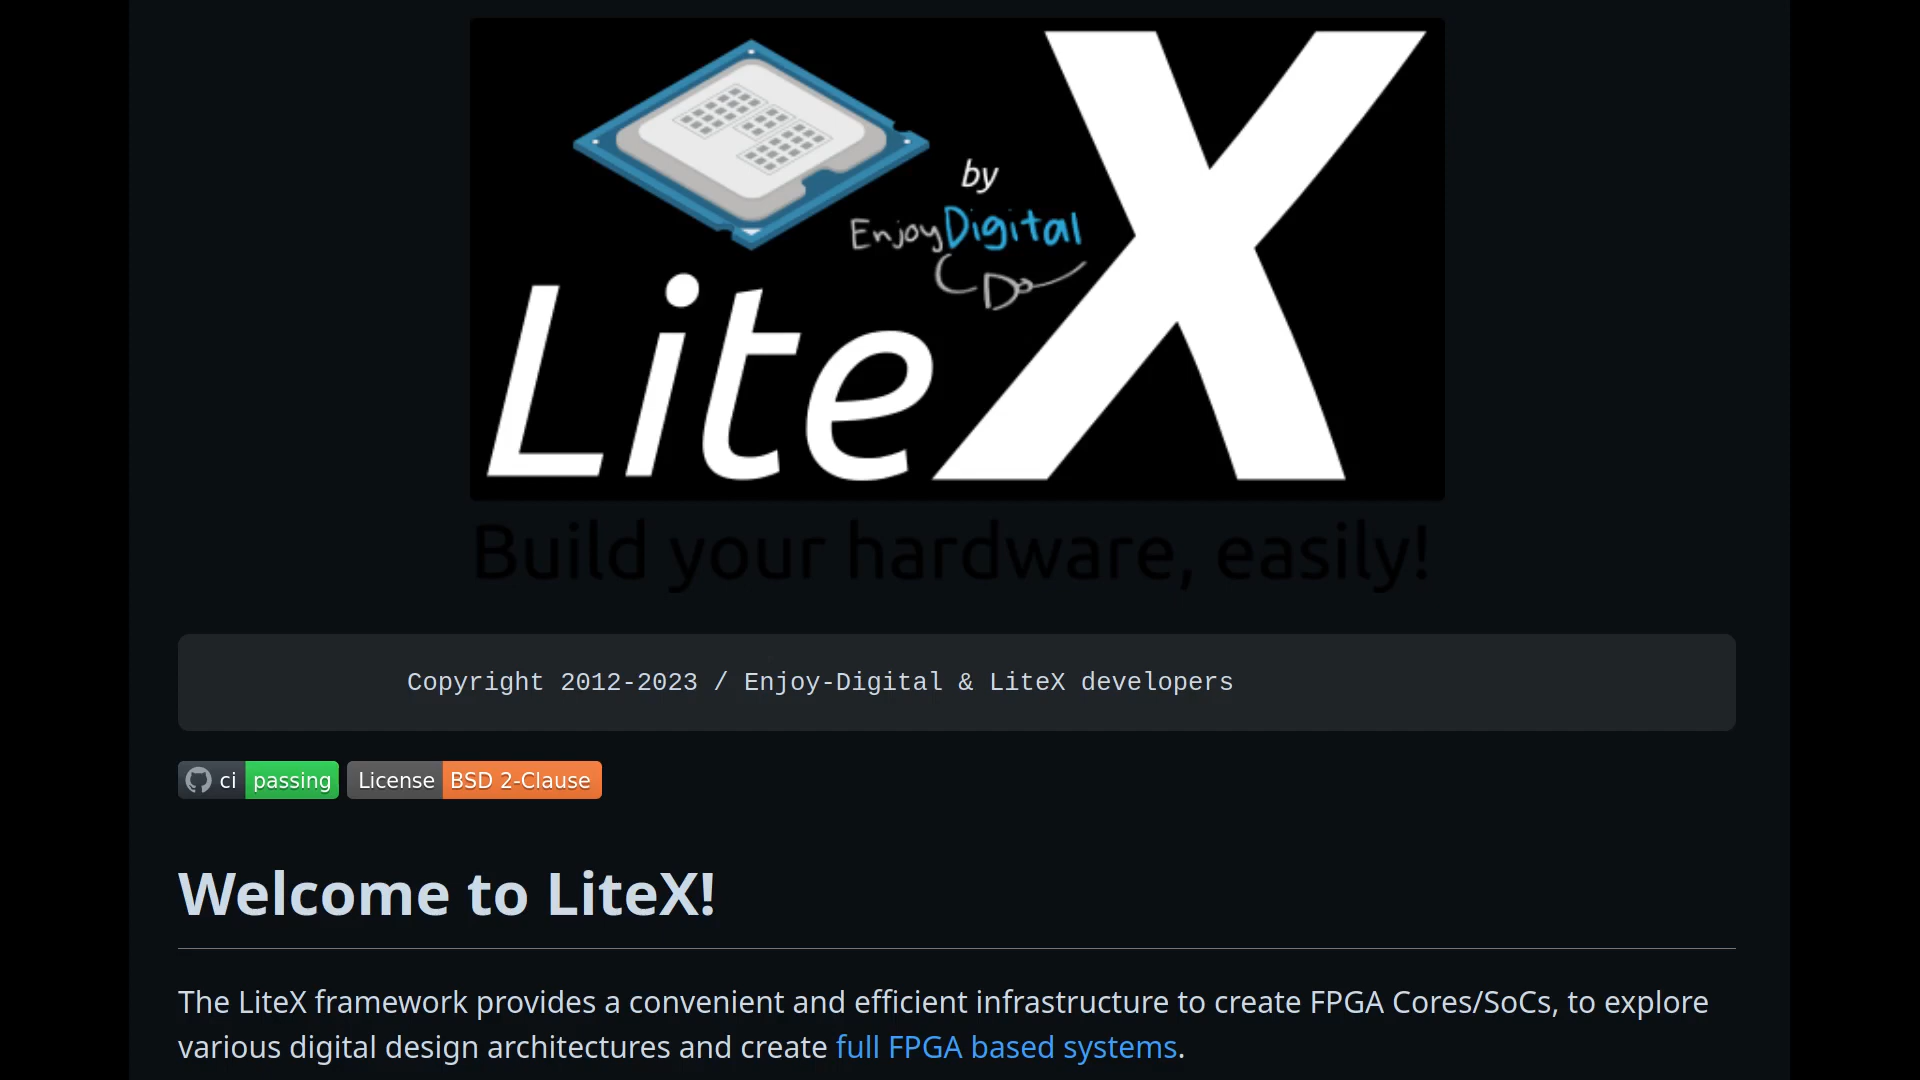 by
EnjoyDigital
LiteX
Build your hardware, easily!
Copyright 2012-2023 / Enjoy-Digital & LiteX developers
ci passing License BSD 2-Clause
Welcome to LiteX!
The LiteX framework provides a convenient and efficient infrastructure to create FPGA Cores/SoCs, to explore
various digital design architectures and create full FPGA based systems.